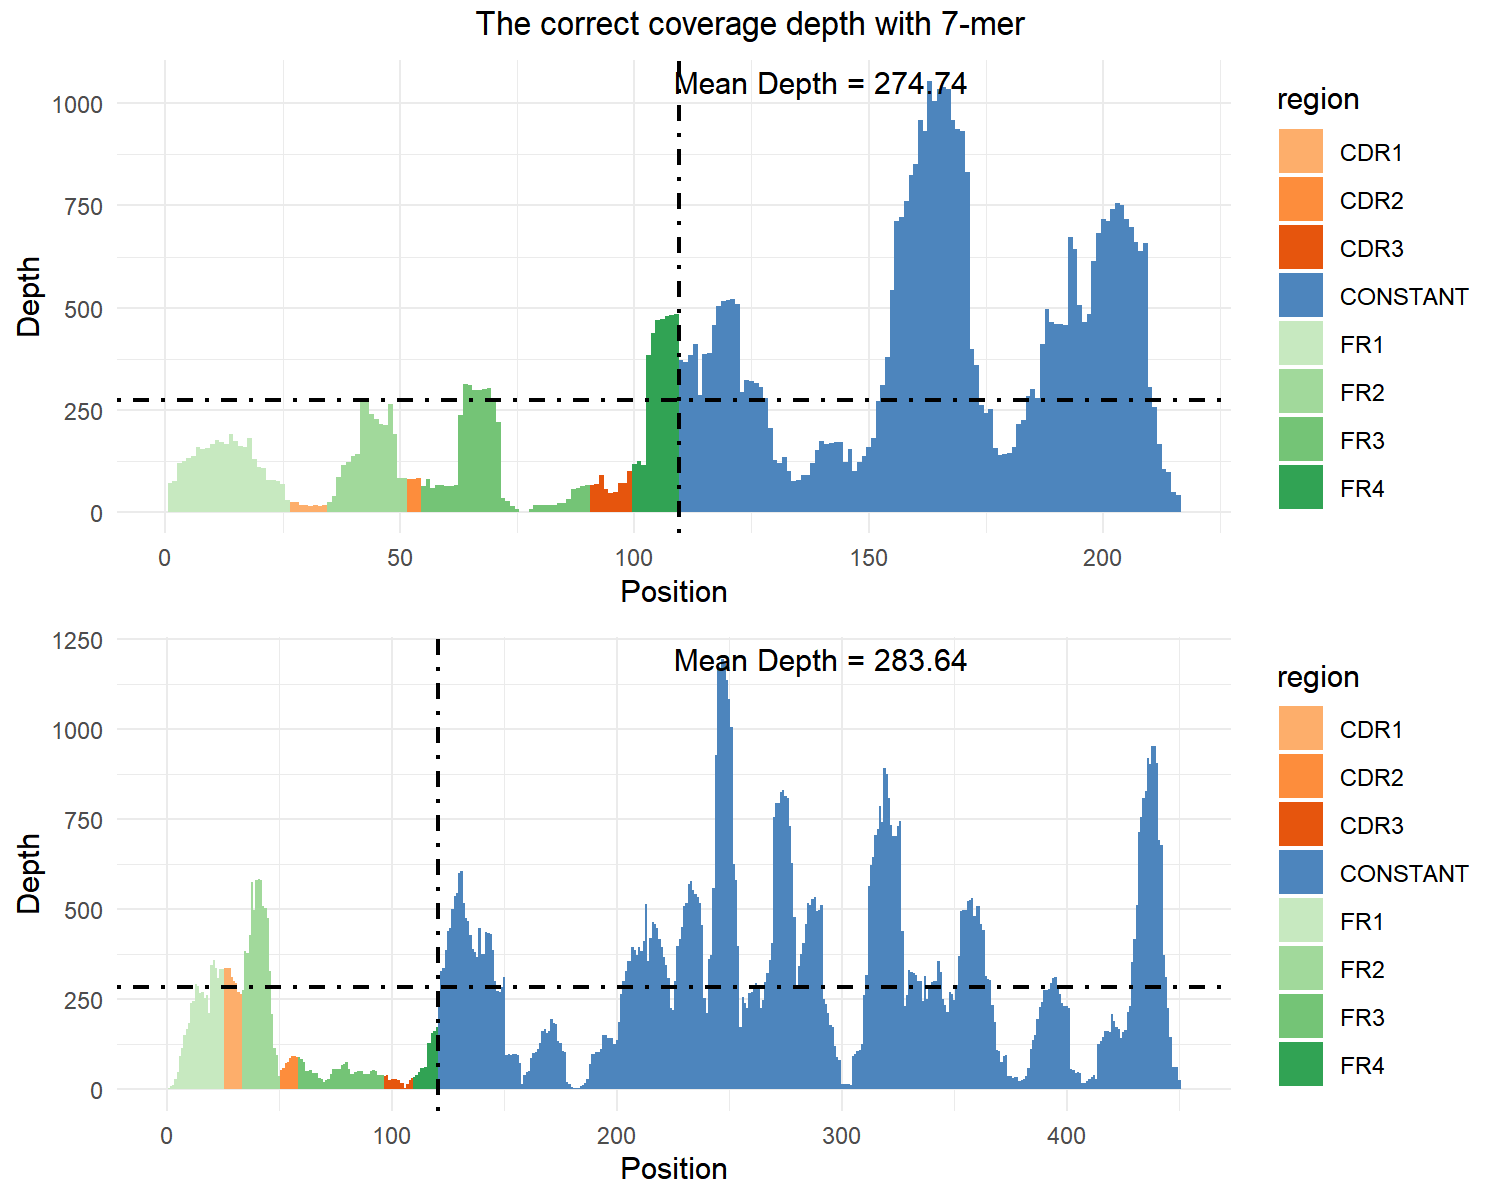 The correct coverage depth with 7-mer
Mean Depth = 274.74
Depth
1000
750
500
250
0
0 50 100 150 200
Position
region
CDR1
CDR2
CDR3
CONSTANT
FR1
FR2
FR3
FR4
Mean Depth = 283.64
Depth
1250
1000
750
500
250
0
0 100 200 300 400
Position
region
CDR1
CDR2
CDR3
CONSTANT
FR1
FR2
FR3
FR4